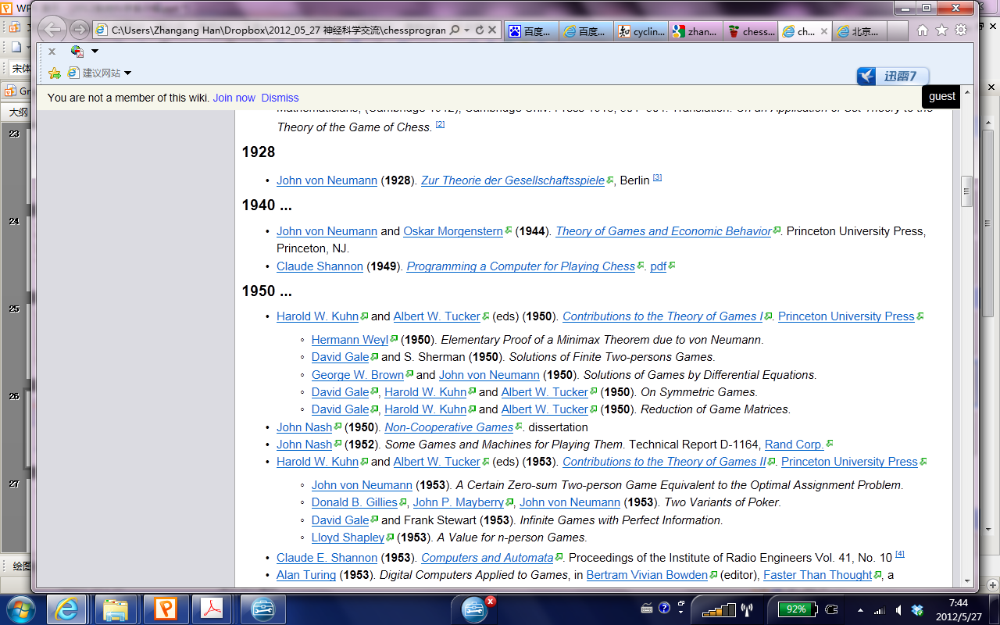 WP
C:\Users\Zhangang Han\Dropbox\2012_05_27 神经科学交流\chessprogran
百度...
百度...
cyclin...
zhan...
chess...
ch...
北京...
宋体
建议网站
迅雷7
Gr
You are not a member of this wiki. Join now Dismiss
guest
大纲
Theory of the Game of Chess. [2]
23
1928
• John von Neumann (1928). Zur Theorie der Gesellschaftsspiele, Berlin [3]
1940 ...
24
• John von Neumann and Oskar Morgenstern (1944). Theory of Games and Economic Behavior. Princeton University Press,
Princeton, NJ.
• Claude Shannon (1949). Programming a Computer for Playing Chess. pdf
1950 ...
25
• Harold W. Kuhn and Albert W. Tucker (eds) (1950). Contributions to the Theory of Games I. Princeton University Press
◦ Hermann Weyl (1950). Elementary Proof of a Minimax Theorem due to von Neumann.
◦ David Gale and S. Sherman (1950). Solutions of Finite Two-persons Games.
◦ George W. Brown and John von Neumann (1950). Solutions of Games by Differential Equations.
◦ David Gale, Harold W. Kuhn and Albert W. Tucker (1950). On Symmetric Games.
26
◦ David Gale, Harold W. Kuhn and Albert W. Tucker (1950). Reduction of Game Matrices.
• John Nash (1950). Non-Cooperative Games. dissertation
• John Nash (1952). Some Games and Machines for Playing Them. Technical Report D-1164, Rand Corp.
• Harold W. Kuhn and Albert W. Tucker (eds) (1953). Contributions to the Theory of Games II. Princeton University Press
27
◦ John von Neumann (1953). A Certain Zero-sum Two-person Game Equivalent to the Optimal Assignment Problem.
◦ Donald B. Gillies, John P. Mayberry, John von Neumann (1953). Two Variants of Poker.
◦ David Gale and Frank Stewart (1953). Infinite Games with Perfect Information.
◦ Lloyd Shapley (1953). A Value for n-person Games.
• Claude E. Shannon (1953). Computers and Automata. Proceedings of the Institute of Radio Engineers Vol. 41, No. 10 [4]
绘图
• Alan Turing (1953). Digital Computers Applied to Games, in Bertram Vivian Bowden (editor), Faster Than Thought, a
92%
7:44
2012/5/27